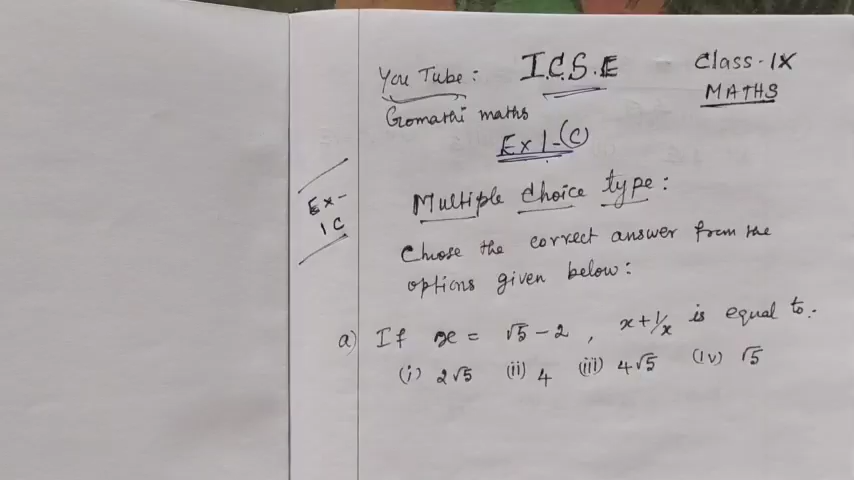 You Tube: I.C.S.E Class-IX
Gomathi maths MATHS
Ex 1-(C)
Ex-
1C
Multiple choice type:
Choose the correct answer from the
options given below:
a) If x = √5 - 2, x+1/x is equal to:-
(i) 2√5 (ii) 4 (iii) 4√5 (iv) √5